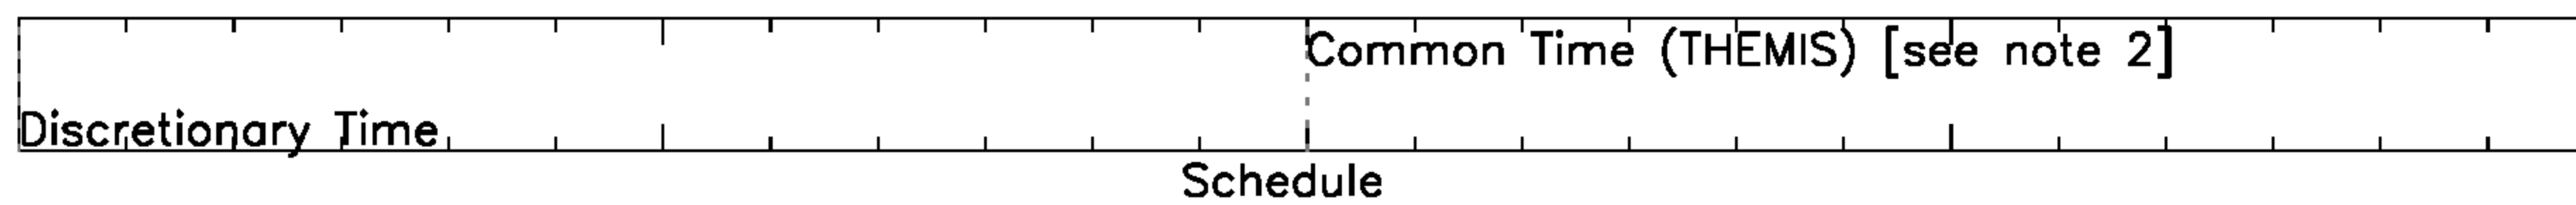 Common Time (THEMIS) [see note 2]
Discretionary Time
Schedule